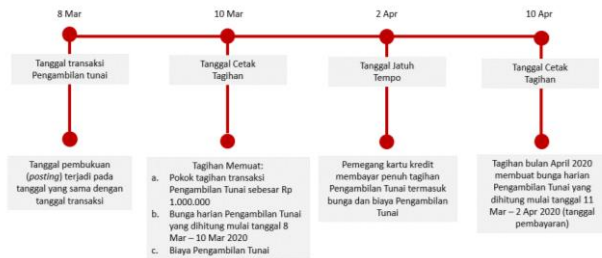 8 Mar
10 Mar
2 Apr
10 Apr
Tanggal transaksi
Pengambilan tunai
Tanggal Cetak
Tagihan
Tanggal Jatuh
Tempo
Tanggal Cetak
Tagihan
Tanggal pembukuan
(posting) terjadi pada
tanggal yang sama dengan
tanggal transaksi
Tagihan Memuat:
a. Pokok tagihan transaksi
Pengambilan Tunai sebesar Rp
1.000.000
b. Bunga harian Pengambilan Tunai
yang dihitung mulai tanggal 8
Mar – 10 Mar 2020
c. Biaya Pengambilan Tunai
Pemegang kartu kredit
membayar penuh tagihan
Pengambilan Tunai termasuk
bunga dan biaya Pengambilan
Tunai
Tagihan bulan April 2020
membuat bunga harian
Pengambilan Tunai yang
dihitung mulai tanggal 11
Mar – 2 Apr 2020 (tanggal
pembayaran)